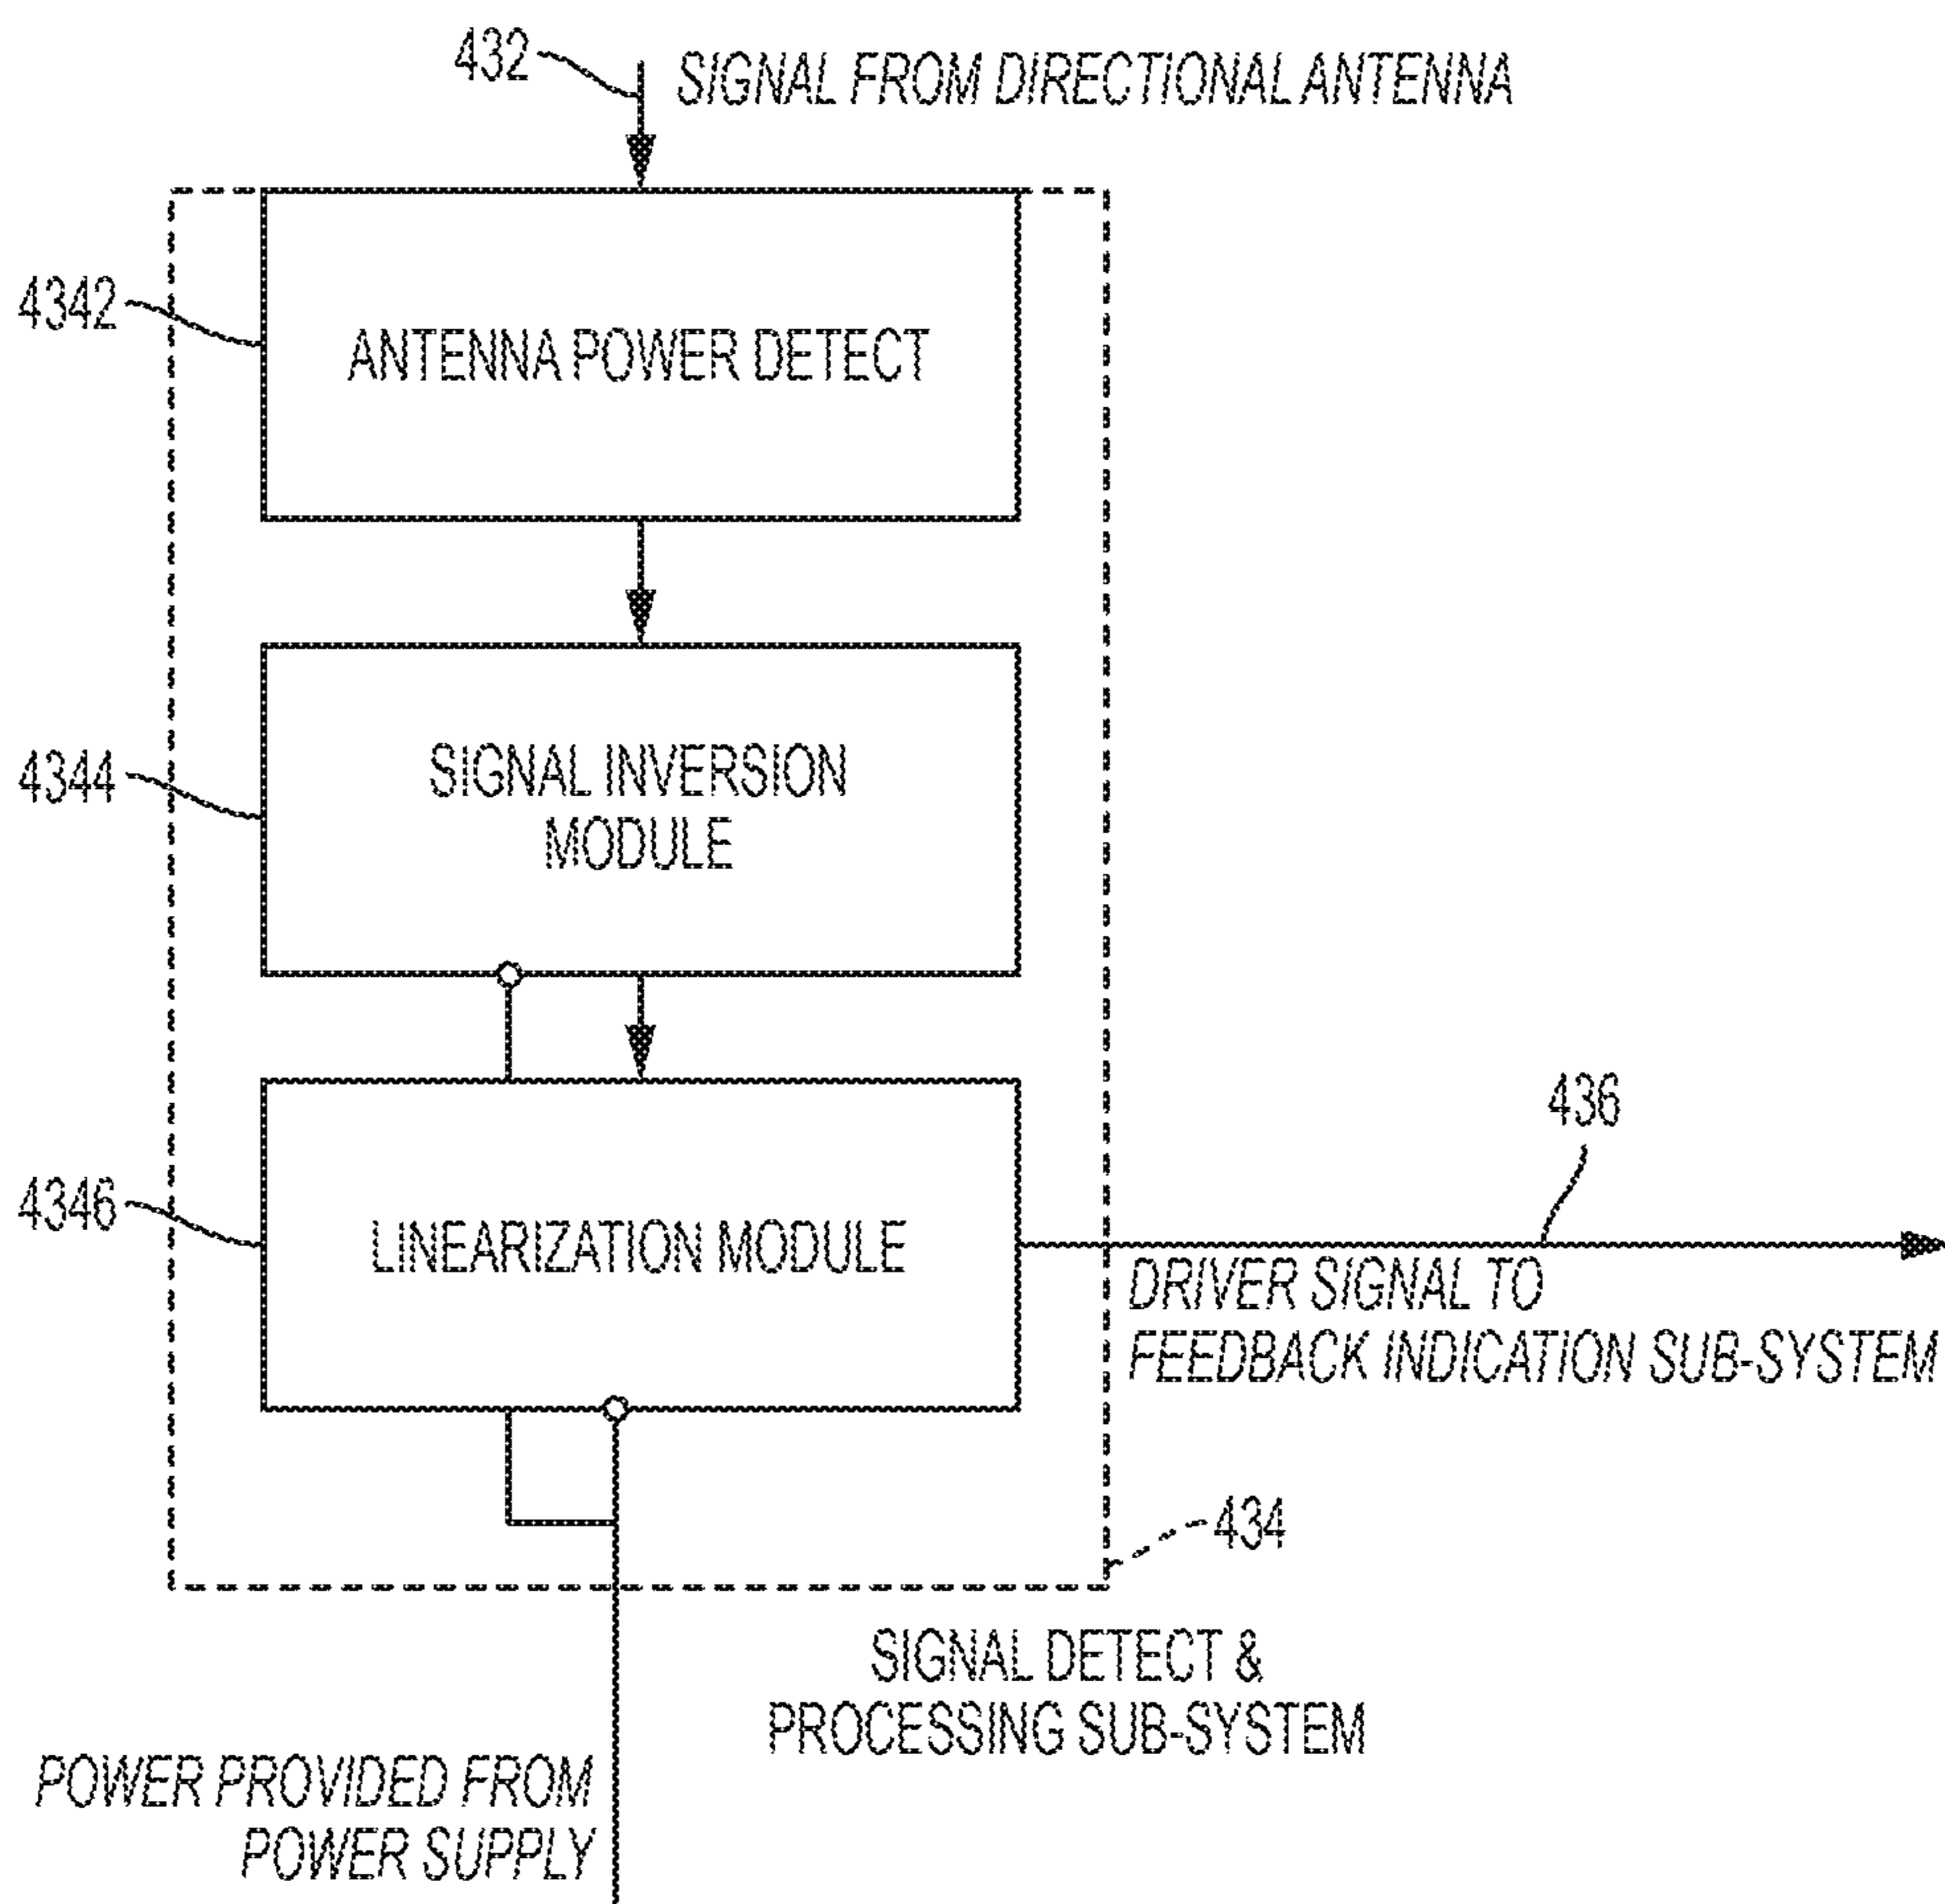 432
SIGNAL FROM DIRECTIONAL ANTENNA
4342
ANTENNA POWER DETECT
4344
SIGNAL INVERSION
MODULE
4346
LINEARIZATION MODULE
436
DRIVER SIGNAL TO
FEEDBACK INDICATION SUB-SYSTEM
434
SIGNAL DETECT &
PROCESSING SUB-SYSTEM
POWER PROVIDED FROM
POWER SUPPLY